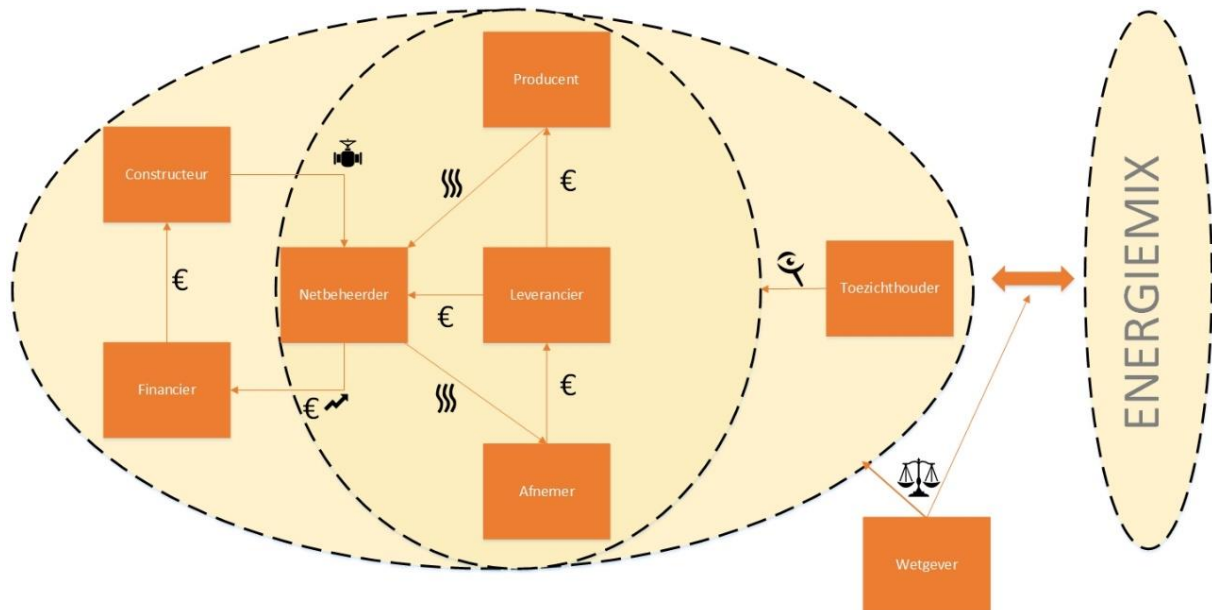 Producent
Constructeur
€
Netbeheerder
Leverancier
Toezichthouder
€
€
Financier
€
€
Afnemer
Wetgever
ENERGIEMIX